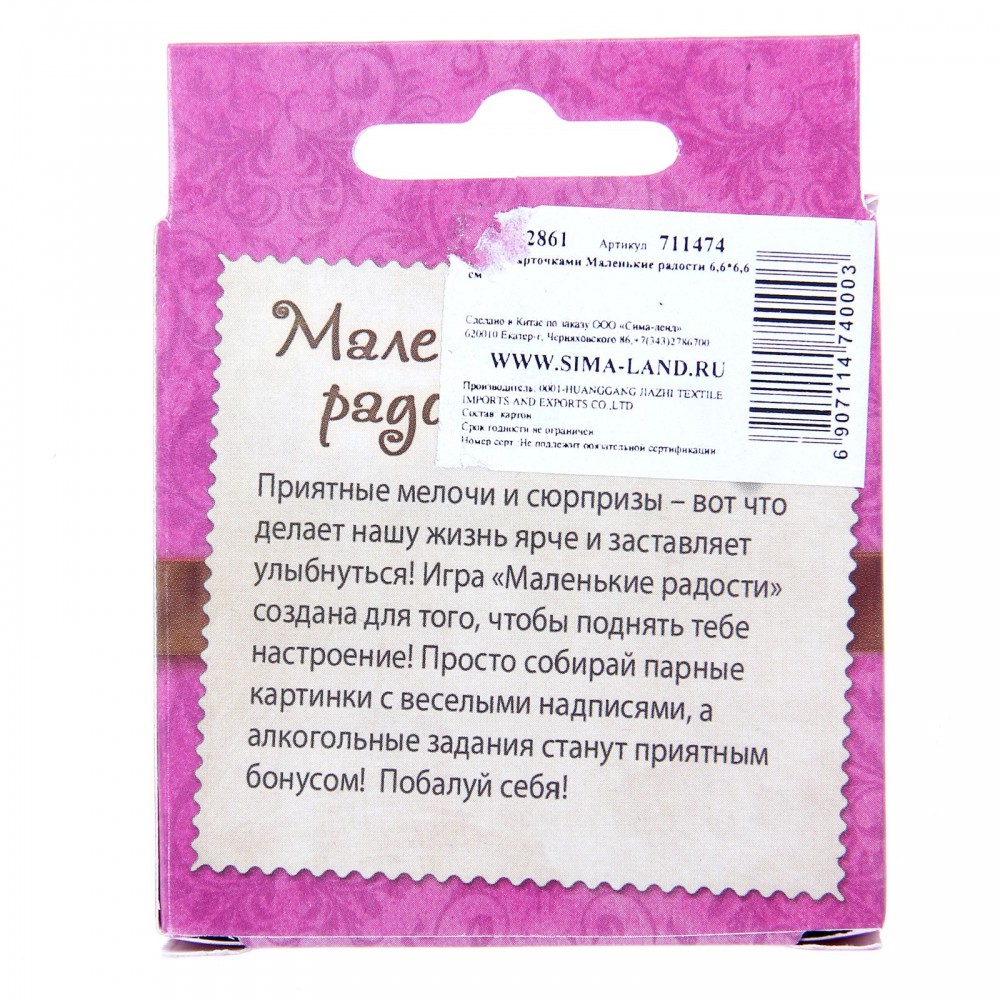 2861 Артикул 711474
рточками Маленькие радости 6,6*6,6
см
Сделано в Китае по заказу ООО «Сима-ленд»
620010 Екатер-г, Черняховского 86,+7(343)2786700
WWW.SIMA-LAND.RU
Производитель: 0001-HUANGGANG JIAZHI TEXTILE
IMPORTS AND EXPORTS CO.,LTD
Состав: картон
Срок годности не ограничен
Номер серт.:Не подлежит обязательной сертификации
6 907114 740003
Мале
радо
Приятные мелочи и сюрпризы – вот что
делает нашу жизнь ярче и заставляет
улыбнуться! Игра «Маленькие радости»
создана для того, чтобы поднять тебе
настроение! Просто собирай парные
картинки с веселыми надписями, а
алкогольные задания станут приятным
бонусом! Побалуй себя!